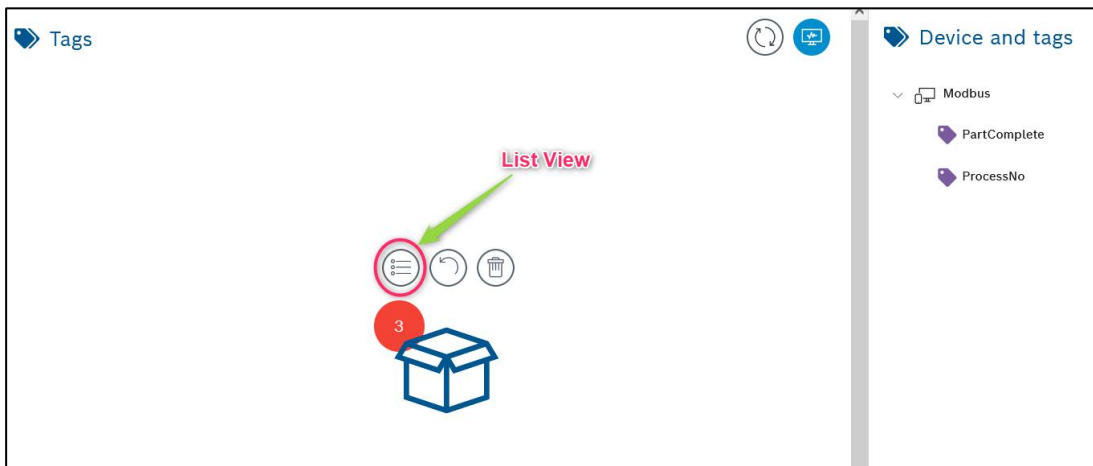 Tags
List View
3
Device and tags
Modbus
PartComplete
ProcessNo